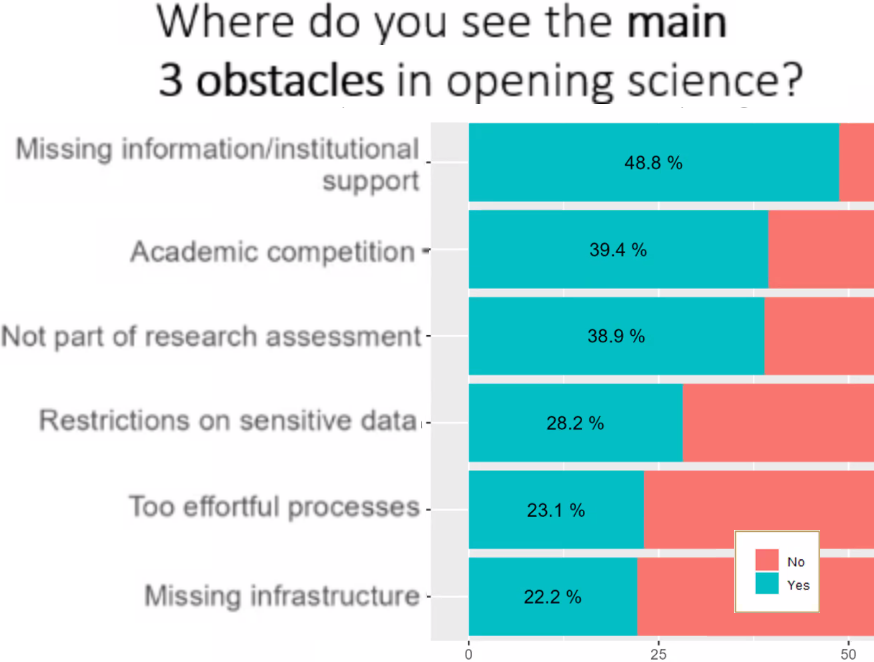 Where do you see the main
3 obstacles in opening science?
Missing information/institutional
support
48.8 %
Academic competition
39.4 %
Not part of research assessment
38.9 %
Restrictions on sensitive data
28.2 %
Too effortful processes
23.1 %
No
Yes
Missing infrastructure
22.2 %
0 25 50